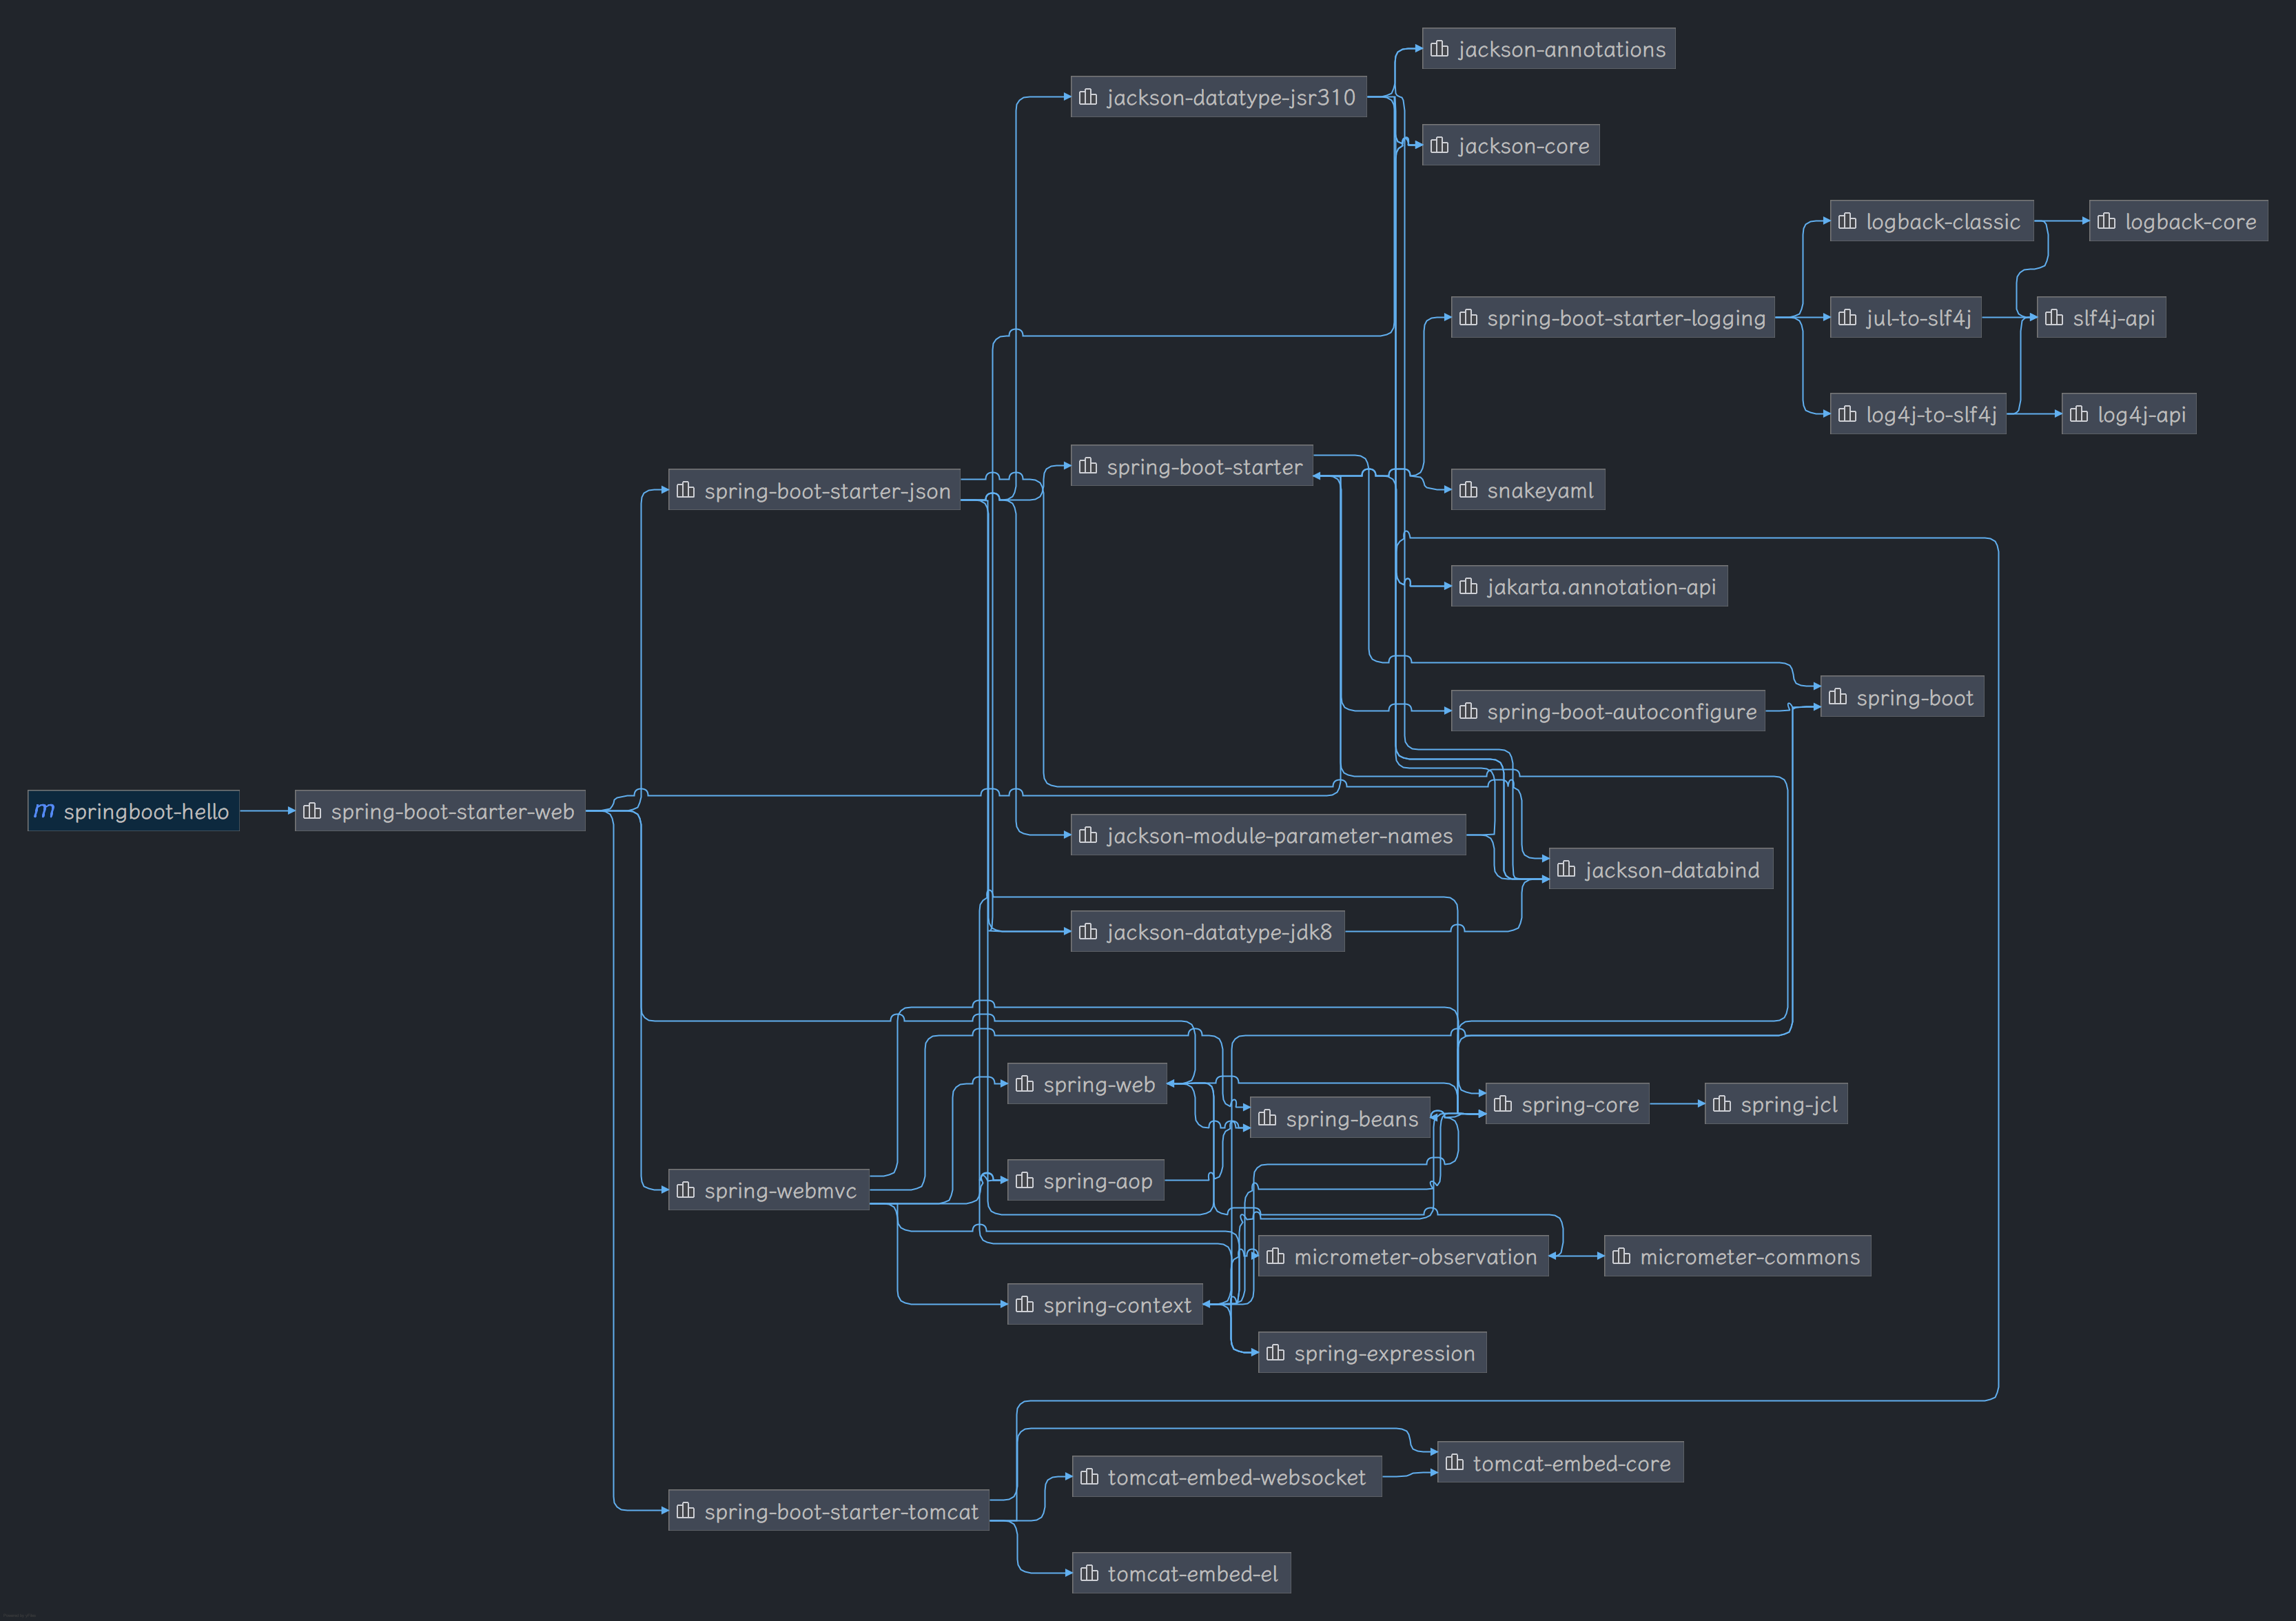 jackson-annotations
jackson-datatype-jsr310
jackson-core
logback-classic
logback-core
spring-boot-starter-logging
jul-to-slf4j
slf4j-api
log4j-to-slf4j
log4j-api
spring-boot-starter
spring-boot-starter-json
snakeyaml
jakarta.annotation-api
spring-boot
spring-boot-autoconfigure
m springboot-hello
spring-boot-starter-web
jackson-module-parameter-names
jackson-databind
jackson-datatype-jdk8
spring-web
spring-core
spring-jcl
spring-beans
spring-aop
spring-webmvc
micrometer-observation
micrometer-commons
spring-context
spring-expression
tomcat-embed-core
tomcat-embed-websocket
spring-boot-starter-tomcat
tomcat-embed-el